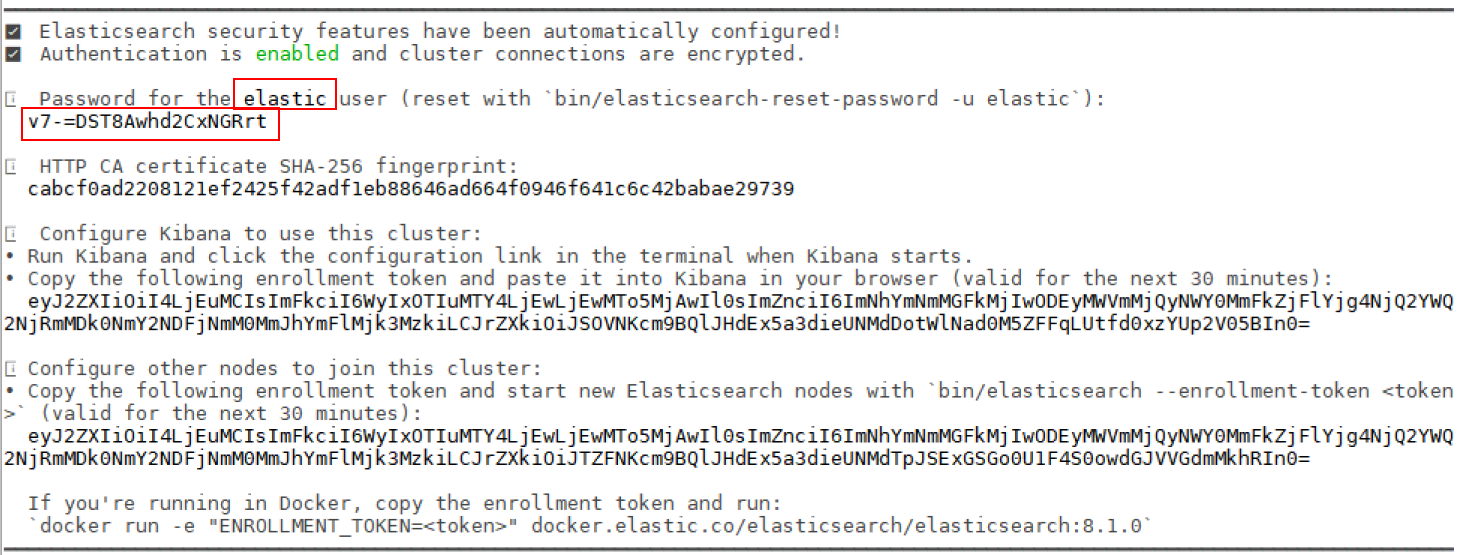 Elasticsearch security features have been automatically configured!
Authentication is enabled and cluster connections are encrypted.
Password for the elastic user (reset with `bin/elasticsearch-reset-password -u elastic`):
v7-=DST8Awhd2CxNGRrt
HTTP CA certificate SHA-256 fingerprint:
cabcf0ad2208121ef2425f42adf1eb88646ad664f0946f641c6c42babae29739
Configure Kibana to use this cluster:
• Run Kibana and click the configuration link in the terminal when Kibana starts.
• Copy the following enrollment token and paste it into Kibana in your browser (valid for the next 30 minutes):
eyJ2ZXIiOiI4LjEuMCIsImFkciI6WyIxOTIuMTY4LjEwLjEwMTo5MjAwIl0sImZnciI6ImNhYmNmMGFkMjIwODEyMWVmMjQyNWY0MmFkZjFlYjg4NjQ2YWQ
2NjRmMDk0NmY2NDFjNmM0MmJhYmFlMjk3MzkiLCJrZXkiOiJSOVNKcm9BQlJHdEx5a3dieUNMdDotWlNad0M5ZFFqLUtfd0xzYUp2V05BIn0=
Configure other nodes to join this cluster:
• Copy the following enrollment token and start new Elasticsearch nodes with `bin/elasticsearch --enrollment-token <token
>` (valid for the next 30 minutes):
eyJ2ZXIiOiI4LjEuMCIsImFkciI6WyIxOTIuMTY4LjEwLjEwMTo5MjAwIl0sImZnciI6ImNhYmNmMGFkMjIwODEyMWVmMjQyNWY0MmFkZjFlYjg4NjQ2YWQ
2NjRmMDk0NmY2NDFjNmM0MmJhYmFlMjk3MzkiLCJrZXkiOiJTZFNKcm9BQlJHdEx5a3dieUNMdTpJSExGSGo0U1F4S0owdGJVVGdmMkhRIn0=
If you're running in Docker, copy the enrollment token and run:
`docker run -e "ENROLLMENT_TOKEN=<token>" docker.elastic.co/elasticsearch/elasticsearch:8.1.0`